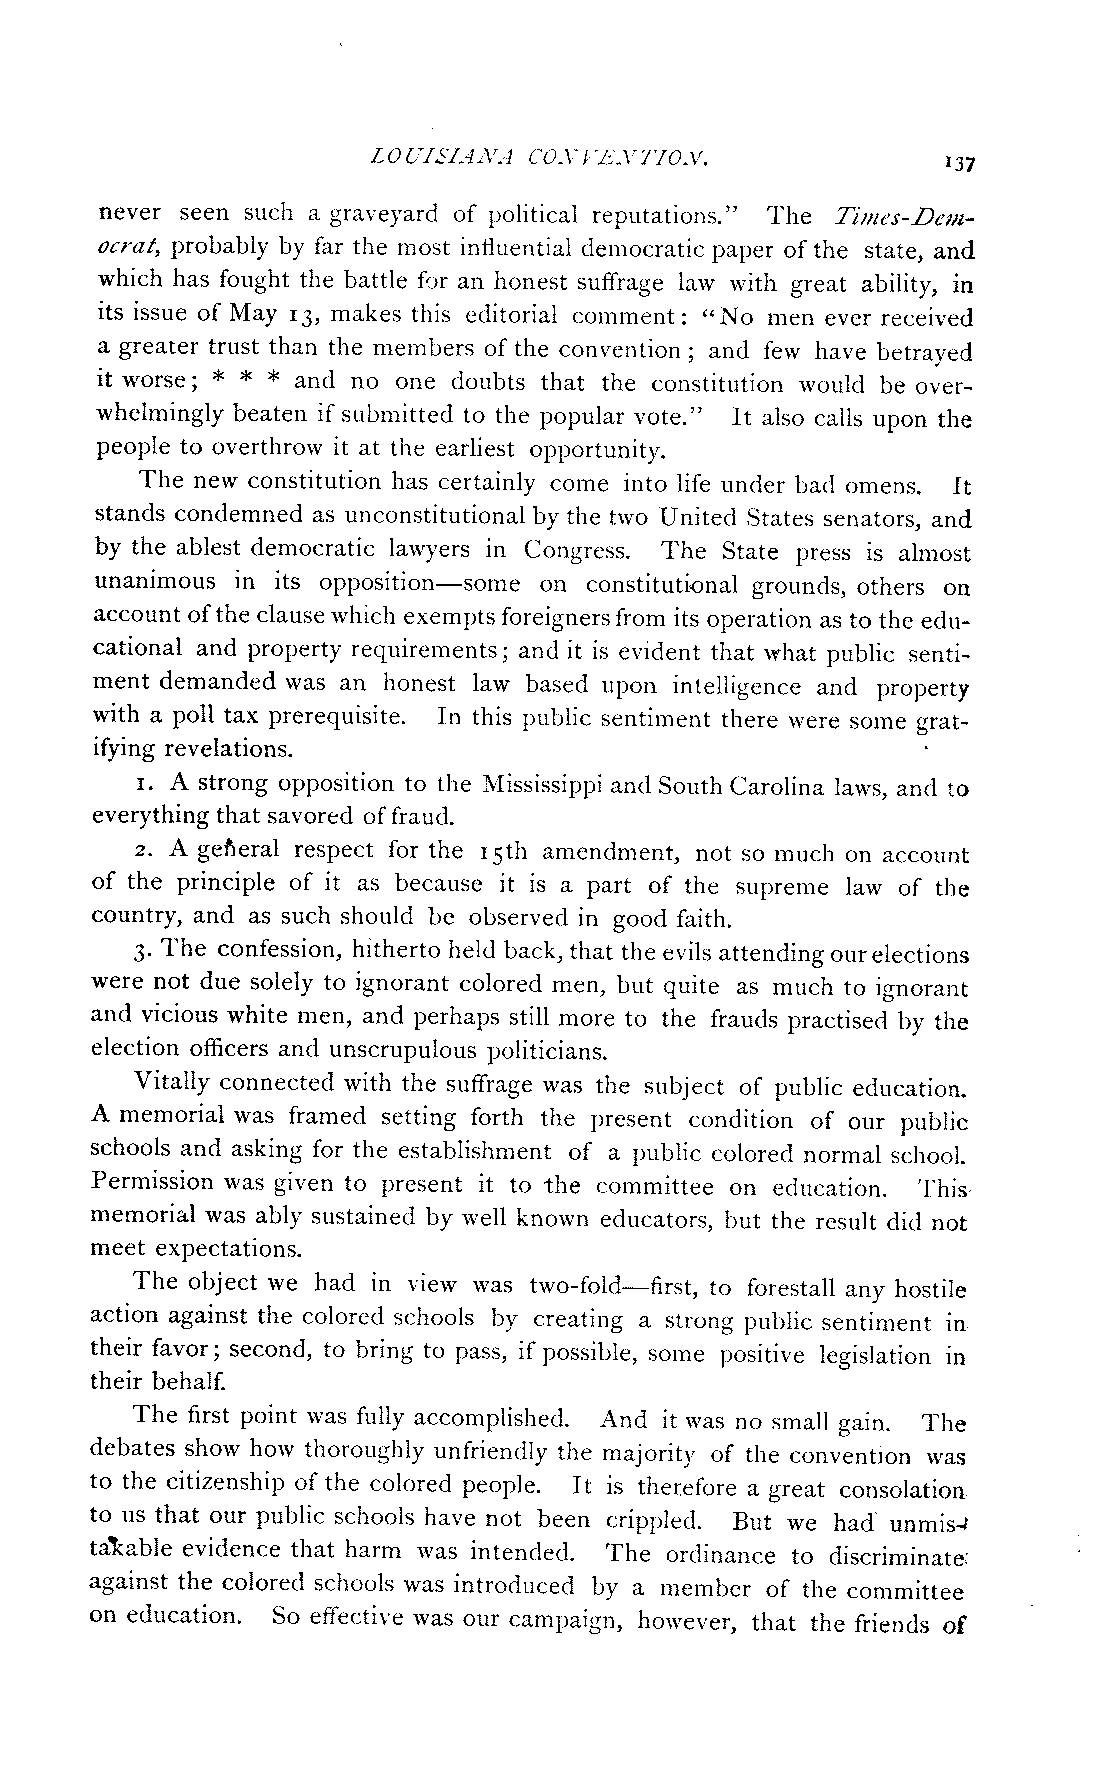 LOUISIANA CONVENTION. 137
never seen such a graveyard of political reputations." The Times-Dem-
ocrat, probably by far the most influential democratic paper of the state, and
which has fought the battle for an honest suffrage law with great ability, in
its issue of May 13, makes this editorial comment: "No men ever received
a greater trust than the members of the convention; and few have betrayed
it worse; * * * and no one doubts that the constitution would be over-
whelmingly beaten if submitted to the popular vote." It also calls upon the
people to overthrow it at the earliest opportunity.
The new constitution has certainly come into life under bad omens. It
stands condemned as unconstitutional by the two United States senators, and
by the ablest democratic lawyers in Congress. The State press is almost
unanimous in its opposition—some on constitutional grounds, others on
account of the clause which exempts foreigners from its operation as to the edu-
cational and property requirements; and it is evident that what public senti-
ment demanded was an honest law based upon intelligence and property
with a poll tax prerequisite. In this public sentiment there were some grat-
ifying revelations.
1. A strong opposition to the Mississippi and South Carolina laws, and to
everything that savored of fraud.
2. A general respect for the 15th amendment, not so much on account
of the principle of it as because it is a part of the supreme law of the
country, and as such should be observed in good faith.
3. The confession, hitherto held back, that the evils attending our elections
were not due solely to ignorant colored men, but quite as much to ignorant
and vicious white men, and perhaps still more to the frauds practised by the
election officers and unscrupulous politicians.
Vitally connected with the suffrage was the subject of public education.
A memorial was framed setting forth the present condition of our public
schools and asking for the establishment of a public colored normal school.
Permission was given to present it to the committee on education. This
memorial was ably sustained by well known educators, but the result did not
meet expectations.
The object we had in view was two-fold—first, to forestall any hostile
action against the colored schools by creating a strong public sentiment in
their favor; second, to bring to pass, if possible, some positive legislation in
their behalf.
The first point was fully accomplished. And it was no small gain. The
debates show how thoroughly unfriendly the majority of the convention was
to the citizenship of the colored people. It is therefore a great consolation
to us that our public schools have not been crippled. But we had unmis-
takable evidence that harm was intended. The ordinance to discriminate
against the colored schools was introduced by a member of the committee
on education. So effective was our campaign, however, that the friends of